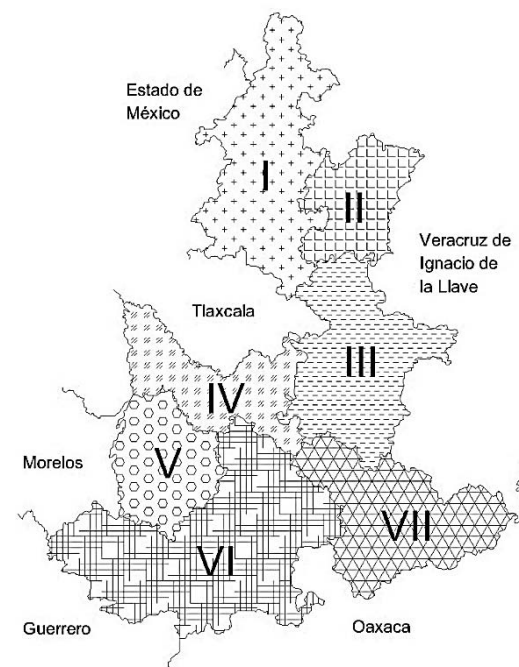 Estado de
México
I
II
Veracruz de
Ignacio de
la Llave
Tlaxcala
III
IV
Morelos
V
VI
VII
Guerrero
Oaxaca